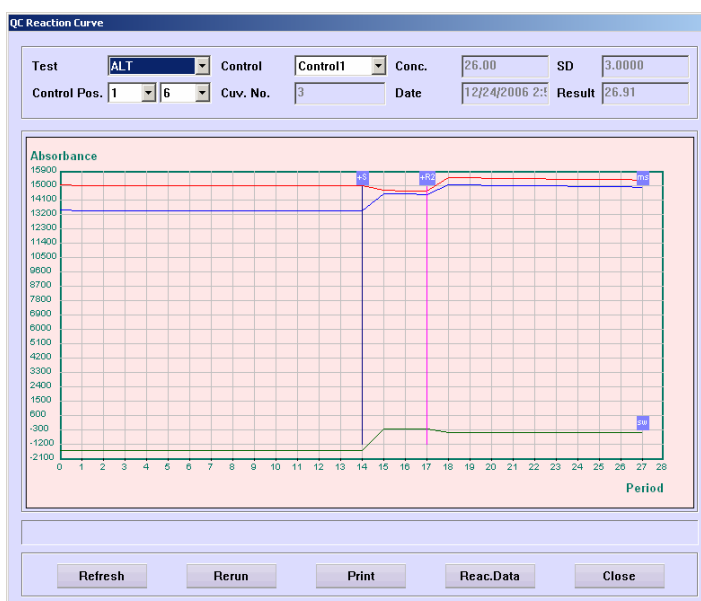 QC Reaction Curve
Test ALT Control Control1 Conc. 26.00 SD 3.0000
Control Pos. 1 6 Cuv. No. 3 Date 12/24/2006 2:5 Result 26.91
Absorbance
15900
+S +R2 ms
15000
14100
13200
12300
11400
10500
9600
8700
7800
6900
6000
5100
4200
3300
2400
1500
600
-300
sw
-1200
-2100
0 1 2 3 4 5 6 7 8 9 10 11 12 13 14 15 16 17 18 19 20 21 22 23 24 25 26 27 28
Period
Refresh Rerun Print Reac.Data Close